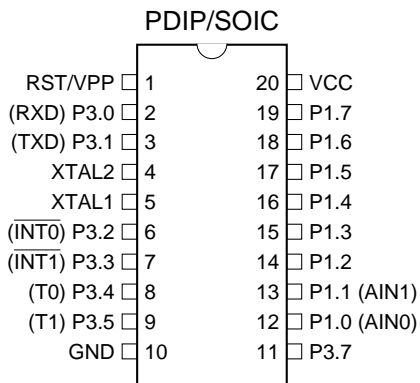 PDIP/SOIC
RST/VPP 1 20 VCC
(RXD) P3.0 2 19 P1.7
(TXD) P3.1 3 18 P1.6
XTAL2 4 17 P1.5
XTAL1 5 16 P1.4
(INT0) P3.2 6 15 P1.3
(INT1) P3.3 7 14 P1.2
(T0) P3.4 8 13 P1.1 (AIN1)
(T1) P3.5 9 12 P1.0 (AIN0)
GND 10 11 P3.7